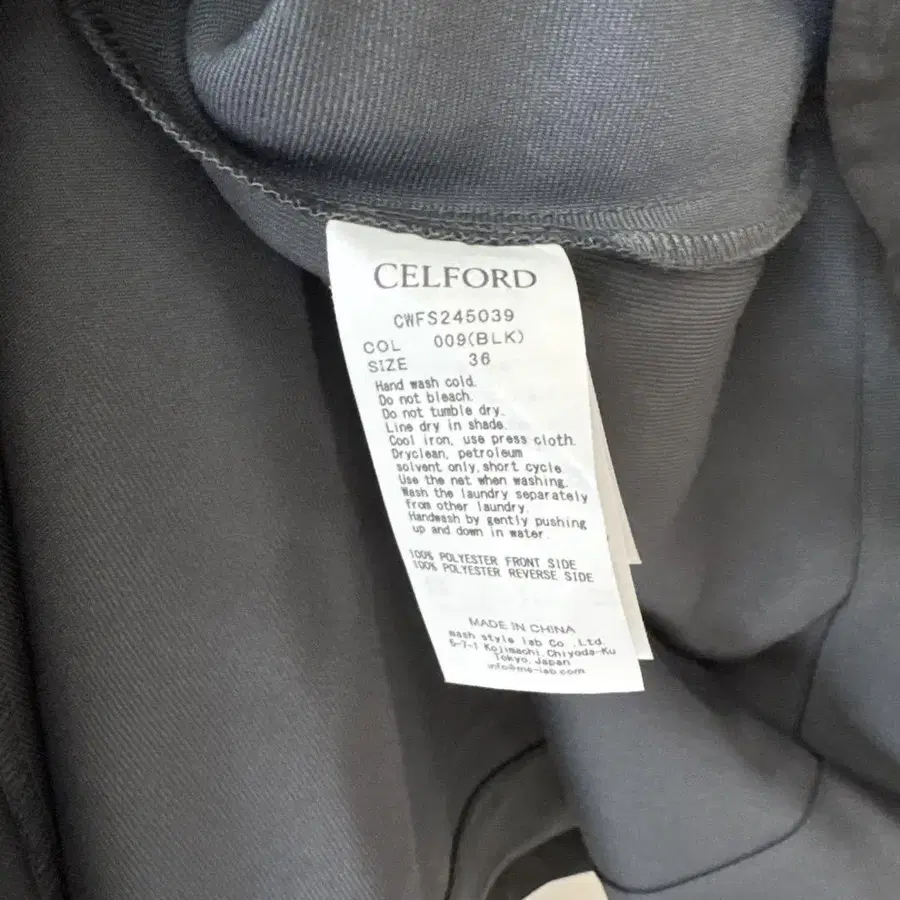 CELFORD
CWFS245039
COL 009(BLK)
SIZE 36
Hand wash cold.
Do not bleach.
Do not tumble dry.
Line dry in shade.
Cool iron, use press cloth.
Dryclean, petroleum
solvent only, short cycle
Use the net when washing.
Wash the laundry separately
from other laundry.
Handwash by gently pushing
up and down in water.
100% POLYESTER FRONT SIDE
100% POLYESTER REVERSE SIDE
MADE IN CHINA
mash style lab Co.,Ltd.
5-7-1 Kojimachi, Chiyoda-Ku
Tokyo, Japan
info@ms-lab.com